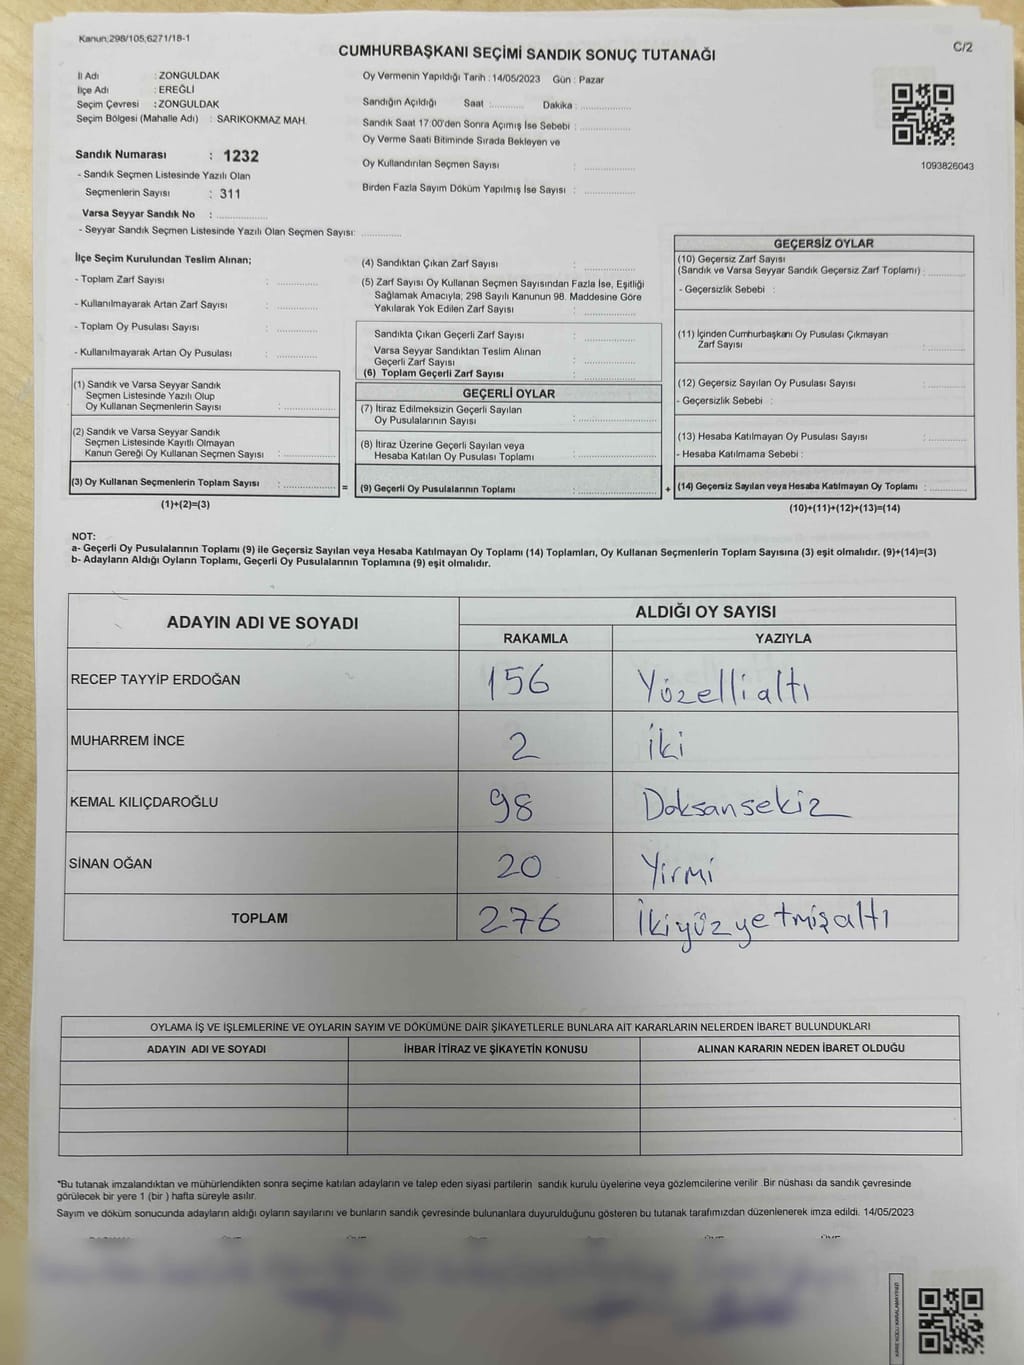 Kanun,298/105,6271/18-1
CUMHURBAŞKANI SEÇİMİ SANDIK SONUÇ TUTANAĞI
C/2
İl Adı : ZONGULDAK
İlçe Adı : EREĞLİ
Seçim Çevresi : ZONGULDAK
Seçim Bölgesi (Mahalle Adı) : SARIKOKMAZ MAH.
Sandık Numarası : 1232
- Sandık Seçmen Listesinde Yazılı Olan
Seçmenlerin Sayısı : 311
Varsa Seyyar Sandık No : ..................
- Seyyar Sandık Seçmen Listesinde Yazılı Olan Seçmen Sayısı: ..............
Oy Vermenin Yapıldığı Tarih : 14/05/2023 Gün : Pazar
Sandığın Açıldığı Saat :............ Dakika :.................
Sandık Saat 17:00'den Sonra Açımış İse Sebebi : .................
Oy Verme Saati Bitiminde Sırada Bekleyen ve
Oy Kullandırılan Seçmen Sayısı : .................
Birden Fazla Sayım Döküm Yapılmış İse Sayısı : .................
1093826043
İlçe Seçim Kurulundan Teslim Alınan;
- Toplam Zarf Sayısı : ..............
- Kullanılmayarak Artan Zarf Sayısı : ..............
- Toplam Oy Pusulası Sayısı : ..............
- Kullanılmayarak Artan Oy Pusulası : ..............
(1) Sandık ve Varsa Seyyar Sandık
Seçmen Listesinde Yazılı Olup
Oy Kullanan Seçmenlerin Sayısı : ..................
(2) Sandık ve Varsa Seyyar Sandık
Seçmen Listesinde Kayıtlı Olmayan
Kanun Gereği Oy Kullanan Seçmen Sayısı : ..................
(3) Oy Kullanan Seçmenlerin Toplam Sayısı : ..................
(1)+(2)=(3)
=
(4) Sandıktan Çıkan Zarf Sayısı : .................
(5) Zarf Sayısı Oy Kullanan Seçmen Sayısından Fazla İse, Eşitliği
Sağlamak Amacıyla; 298 Sayılı Kanunun 98. Maddesine Göre
Yakılarak Yok Edilen Zarf Sayısı : .................
Sandıkta Çıkan Geçerli Zarf Sayısı : .................
Varsa Seyyar Sandıktan Teslim Alınan
Geçerli Zarf Sayısı : .................
(6) Toplam Geçerli Zarf Sayısı : .................
GEÇERLİ OYLAR
(7) İtiraz Edilmeksizin Geçerli Sayılan
Oy Pusulalarının Sayısı : ..........................
(8) İtiraz Üzerine Geçerli Sayılan veya
Hesaba Katılan Oy Pusulası Toplamı : ..........................
(9) Geçerli Oy Pusulalarının Toplamı : ..........................
+
GEÇERSİZ OYLAR
(10) Geçersiz Zarf Sayısı
(Sandık ve Varsa Seyyar Sandık Geçersiz Zarf Toplamı) : .............
- Geçersizlik Sebebi :
(11) İçinden Cumhurbaşkanı Oy Pusulası Çıkmayan
Zarf Sayısı : .............
(12) Geçersiz Sayılan Oy Pusulası Sayısı : .............
- Geçersizlik Sebebi :
(13) Hesaba Katılmayan Oy Pusulası Sayısı : .............
- Hesaba Katılmama Sebebi :
(14) Geçersiz Sayılan veya Hesaba Katılmayan Oy Toplamı : .............
(10)+(11)+(12)+(13)=(14)
NOT:
a- Geçerli Oy Pusulalarının Toplamı (9) ile Geçersiz Sayılan veya Hesaba Katılmayan Oy Toplamı (14) Toplamları, Oy Kullanan Seçmenlerin Toplam Sayısına (3) eşit olmalıdır. (9)+(14)=(3)
b- Adayların Aldığı Oyların Toplamı, Geçerli Oy Pusulalarının Toplamına (9) eşit olmalıdır.
ADAYIN ADI VE SOYADI ALDIĞI OY SAYISI
RAKAMLA YAZIYLA
RECEP TAYYİP ERDOĞAN 156 Yüzellialtı
MUHARREM İNCE 2 İki
KEMAL KILIÇDAROĞLU 98 Doksansekiz
SİNAN OĞAN 20 Yirmi
TOPLAM 276 İkiyüzyetmişaltı
OYLAMA İŞ VE İŞLEMLERİNE VE OYLARIN SAYIM VE DÖKÜMÜNE DAİR ŞİKAYETLERLE BUNLARA AİT KARARLARIN NELERDEN İBARET BULUNDUKLARI
ADAYIN ADI VE SOYADI İHBAR İTİRAZ VE ŞİKAYETİN KONUSU ALINAN KARARIN NEDEN İBARET OLDUĞU
*Bu tutanak imzalandıktan ve mühürlendikten sonra seçime katılan adayların ve talep eden siyasi partilerin sandık kurulu üyelerine veya gözlemcilerine verilir. Bir nüshası da sandık çevresinde
görülecek bir yere 1 (bir ) hafta süreyle asılır.
Sayım ve döküm sonucunda adayların aldığı oyların sayılarını ve bunların sandık çevresinde bulunanlara duyurulduğunu gösteren bu tutanak tarafımızdan düzenlenerek imza edildi. 14/05/2023